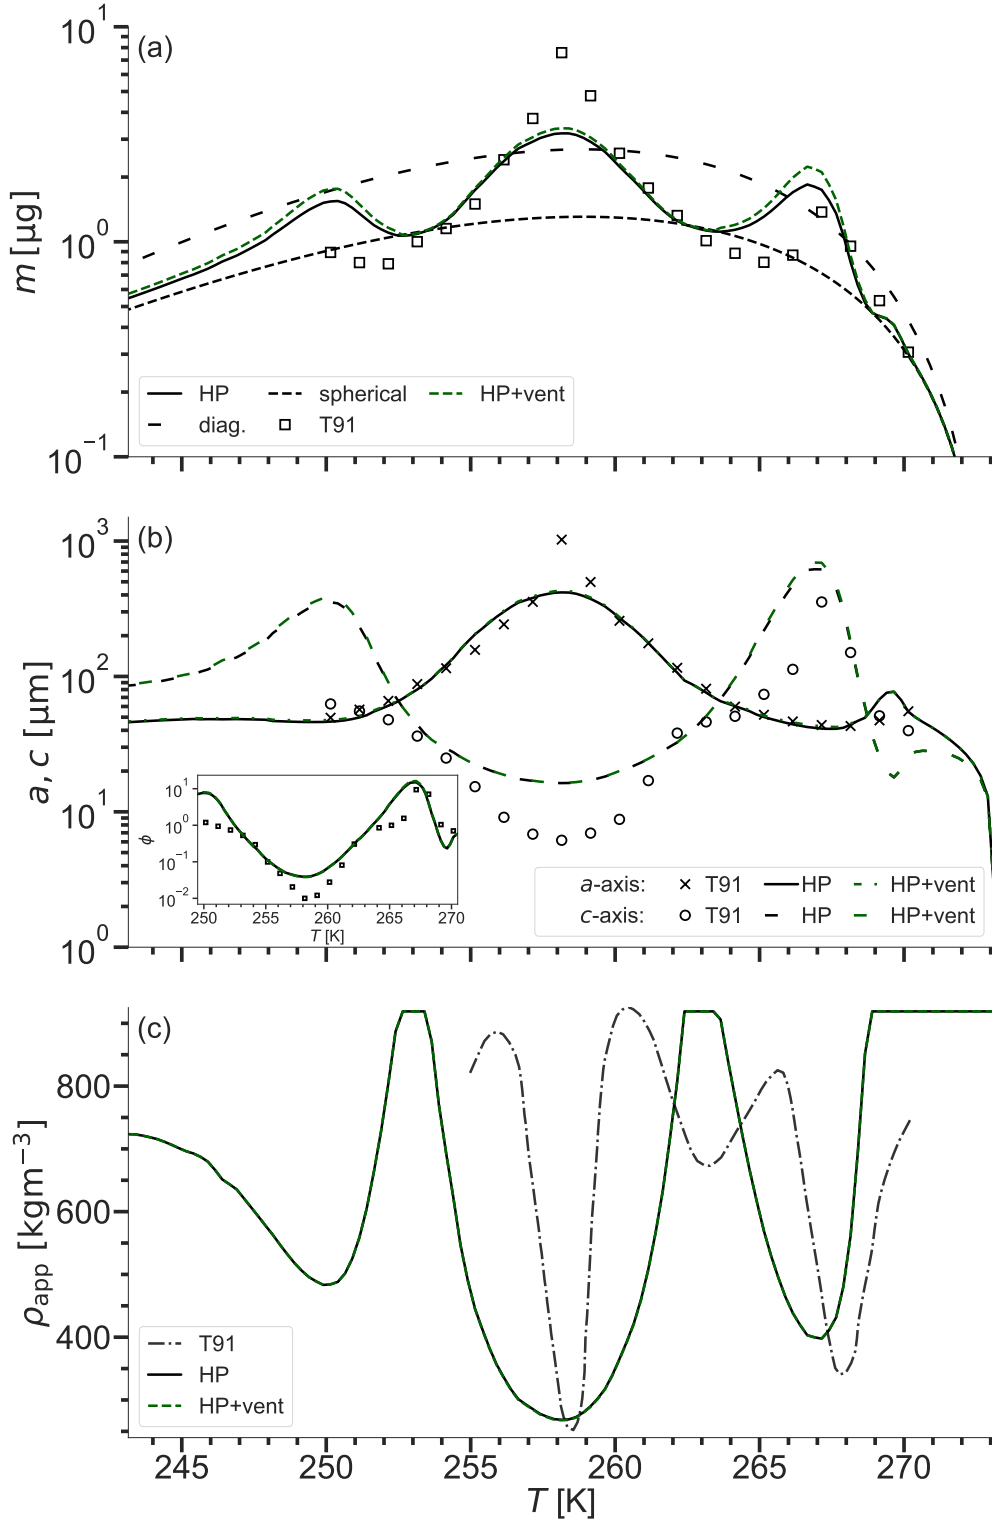 (a)
10^1
10^0
10^−1
m [µg]
HP spherical HP+vent
diag. T91
(b)
10^3
10^2
10^1
10^0
a, c [µm]
10^1
10^0
10^−1
10^−2
ϕ
250 255 260 265 270
T [K]
a-axis: T91 HP HP+vent
c-axis: T91 HP HP+vent
(c)
800
600
400
ρ_app [kgm^−3]
T91
HP
HP+vent
245 250 255 260 265 270
T [K]